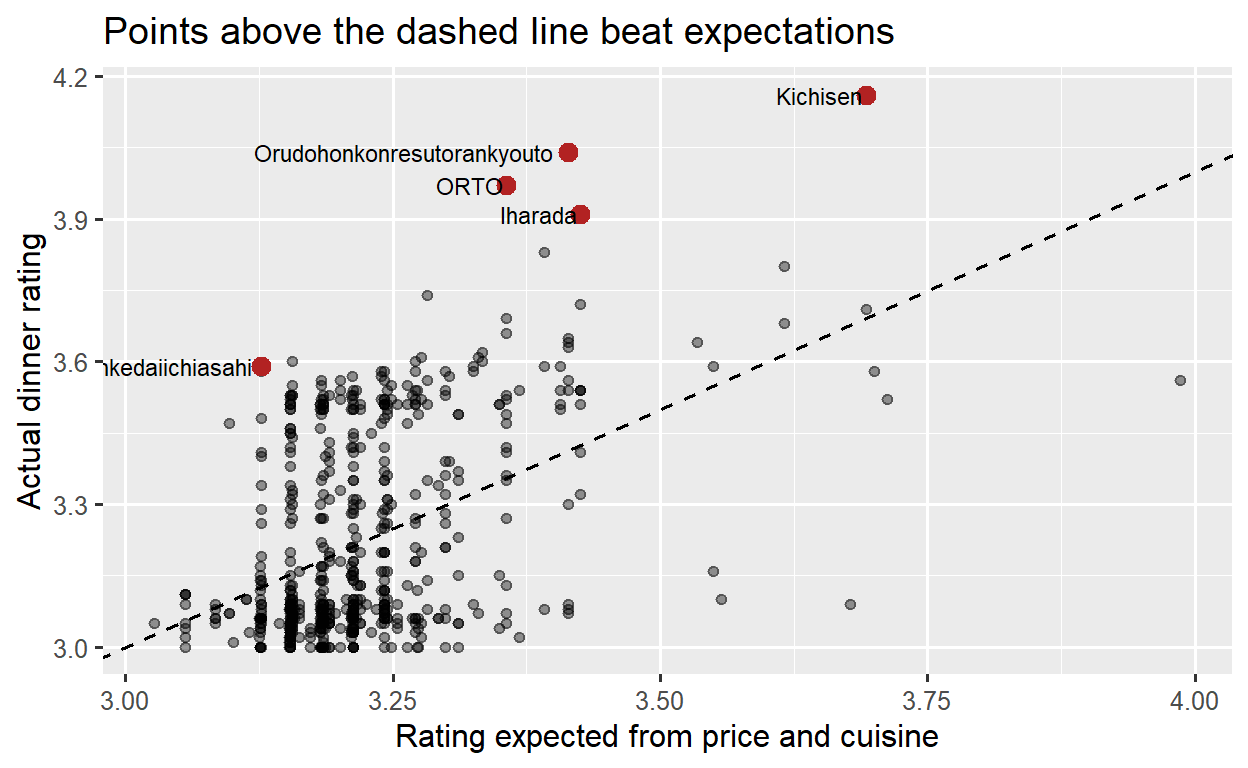 Points above the dashed line beat expectations
4.2
Kichisen
Orudohonkonresutorankyouto
ORTO
Iharada
3.9
Actual dinner rating
3.6
nkedaiichiasahi
3.3
3.0
3.00 3.25 3.50 3.75 4.00
Rating expected from price and cuisine